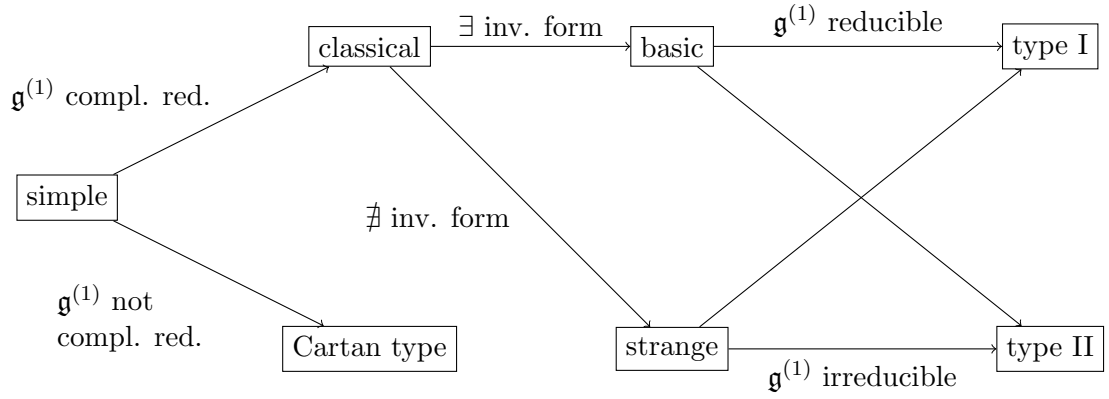 classical
∃ inv. form
basic
𝔤⁽¹⁾ reducible
type I
𝔤⁽¹⁾ compl. red.
simple
∄ inv. form
𝔤⁽¹⁾ not
compl. red.
Cartan type
strange
𝔤⁽¹⁾ irreducible
type II